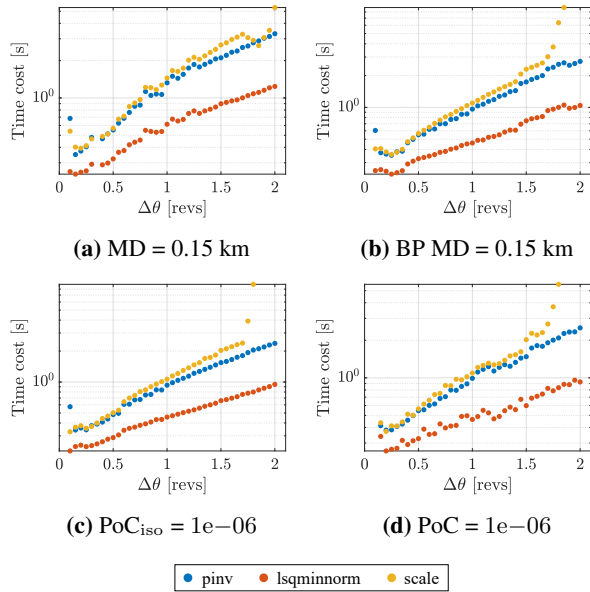 Time cost [s]
10^0
0 0.5 1 1.5 2
Δθ [revs]
(a) MD = 0.15 km
Time cost [s]
10^0
0 0.5 1 1.5 2
Δθ [revs]
(b) BP MD = 0.15 km
Time cost [s]
10^0
0 0.5 1 1.5 2
Δθ [revs]
(c) PoC_iso = 1e−06
Time cost [s]
10^0
0 0.5 1 1.5 2
Δθ [revs]
(d) PoC = 1e−06
pinv lsqminnorm scale